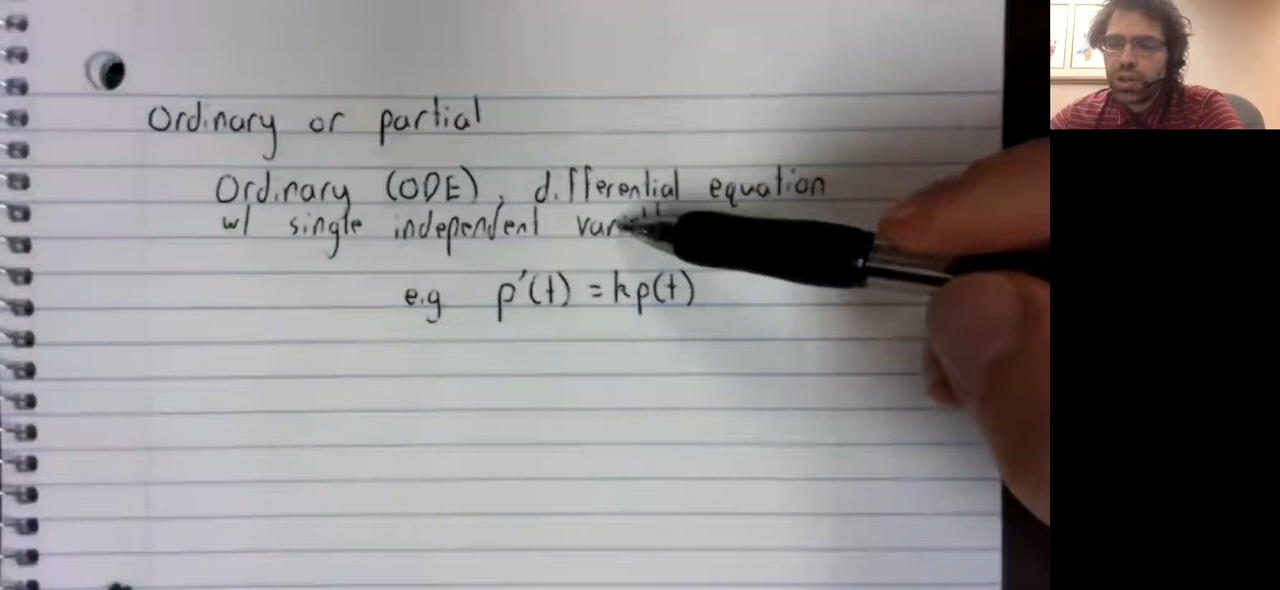 Ordinary or partial
Ordinary (ODE), differential equation
w/ single independent
e.g p'(t) = kp(t)